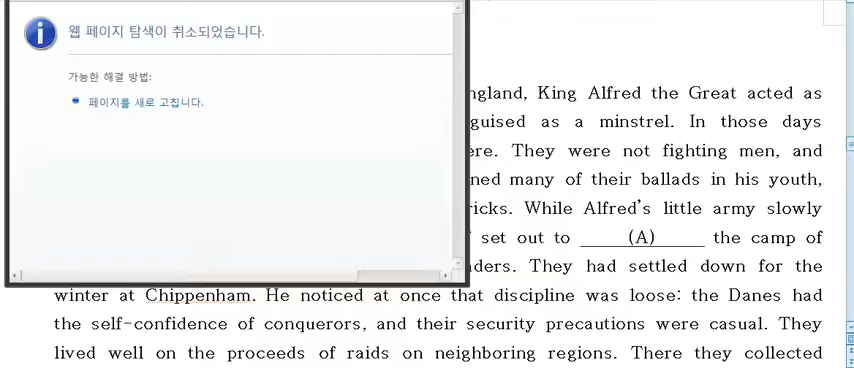 웹 페이지 탐색이 취소되었습니다.
가능한 해결 방법:
페이지를 새로 고칩니다.
ngland, King Alfred the Great acted as
guised as a minstrel. In those days
ere. They were not fighting men, and
ned many of their ballads in his youth,
ricks. While Alfred's little army slowly
set out to (A) the camp of
ders. They had settled down for the
winter at Chippenham. He noticed at once that discipline was loose: the Danes had
the self-confidence of conquerors, and their security precautions were casual. They
lived well on the proceeds of raids on neighboring regions. There they collected